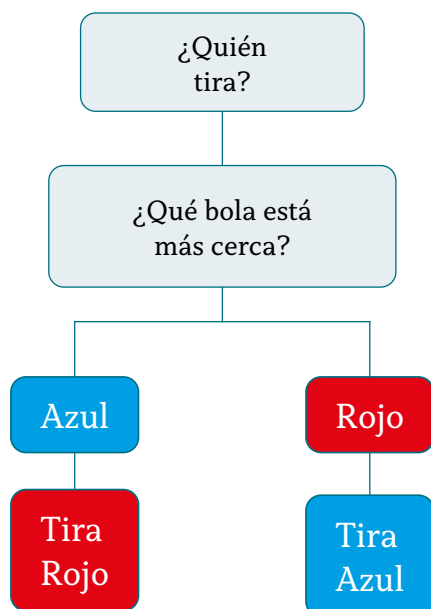 ¿Quién
tira?
¿Qué bola está
más cerca?
Azul
Rojo
Tira
Rojo
Tira
Azul